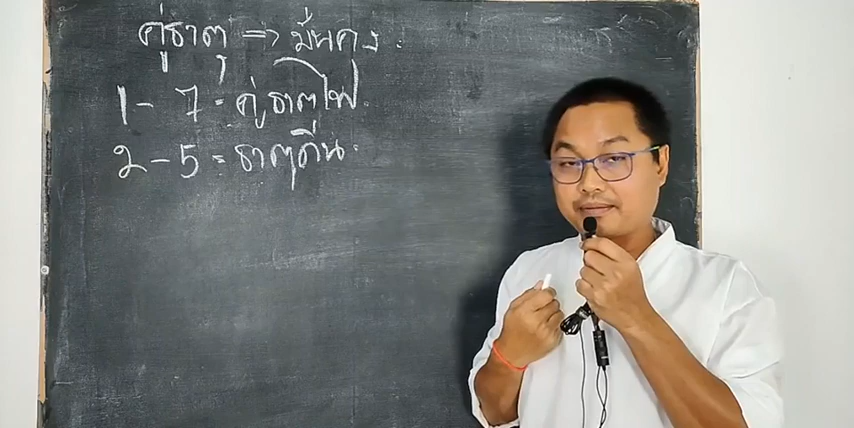 คู่ธาตุ => มั่นคง.
1 - 7 = คู่ธาตุไฟ.
2 - 5 = ธาตุดิน.